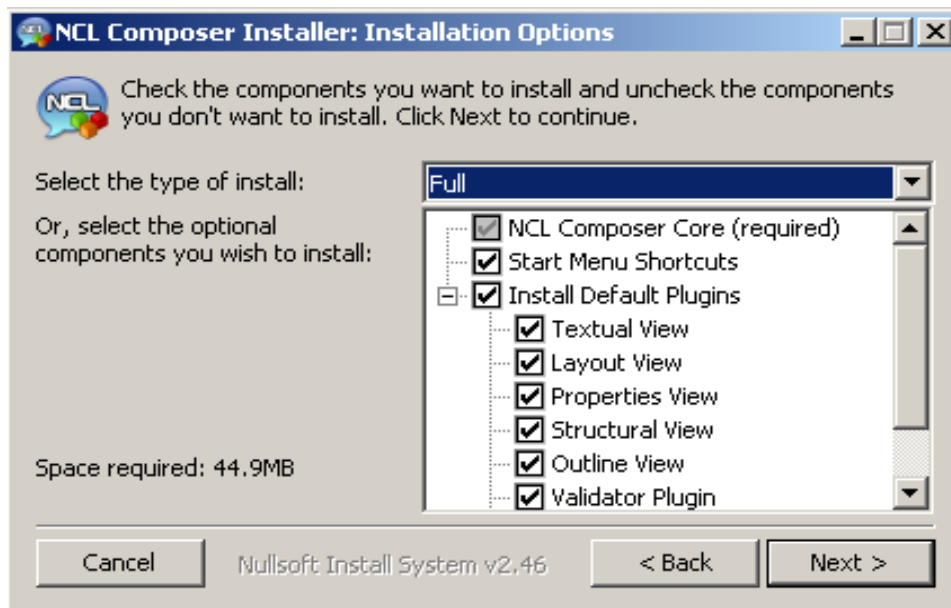 NCL Composer Installer: Installation Options
NCL
Check the components you want to install and uncheck the components
you don't want to install. Click Next to continue.
Select the type of install:
Full
Or, select the optional
components you wish to install:
NCL Composer Core (required)
Start Menu Shortcuts
Install Default Plugins
Textual View
Layout View
Properties View
Structural View
Outline View
Validator Plugin
Space required: 44.9MB
Cancel
Nullsoft Install System v2.46
< Back
Next >